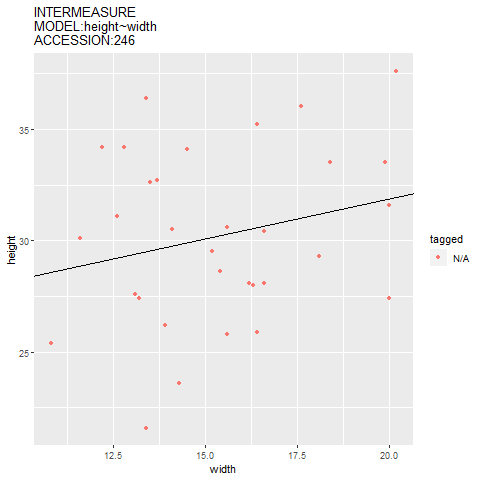 INTERMEASURE
MODEL:height~width
ACCESSION:246
35
30
25
height
12.5
15.0
17.5
20.0
width
tagged
N/A